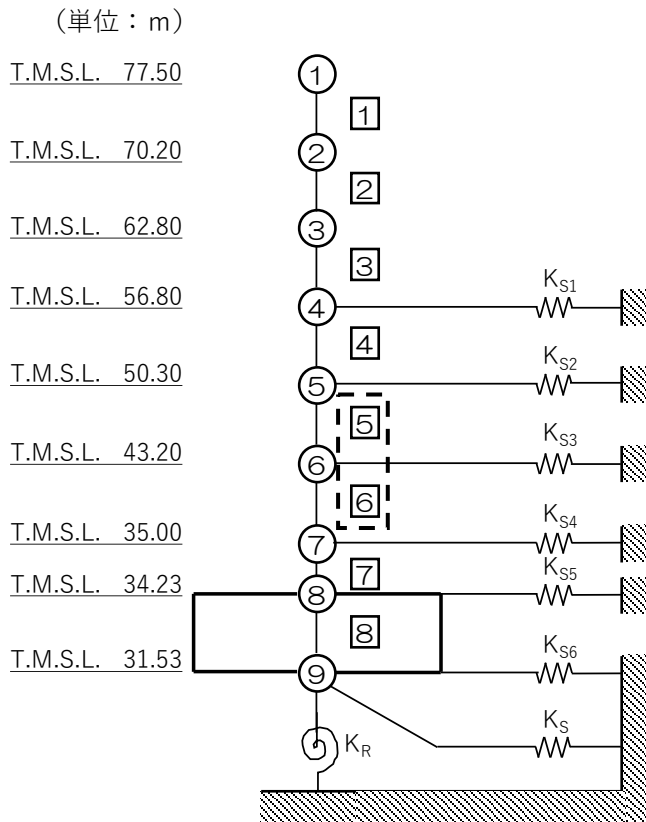 （単位：m）
T.M.S.L. 77.50
1
1
T.M.S.L. 70.20
2
2
T.M.S.L. 62.80
3
3
KS1
T.M.S.L. 56.80
4
4
KS2
T.M.S.L. 50.30
5
5
KS3
T.M.S.L. 43.20
6
6
KS4
T.M.S.L. 35.00
7
7
KS5
T.M.S.L. 34.23
8
8
KS6
T.M.S.L. 31.53
9
KS
KR